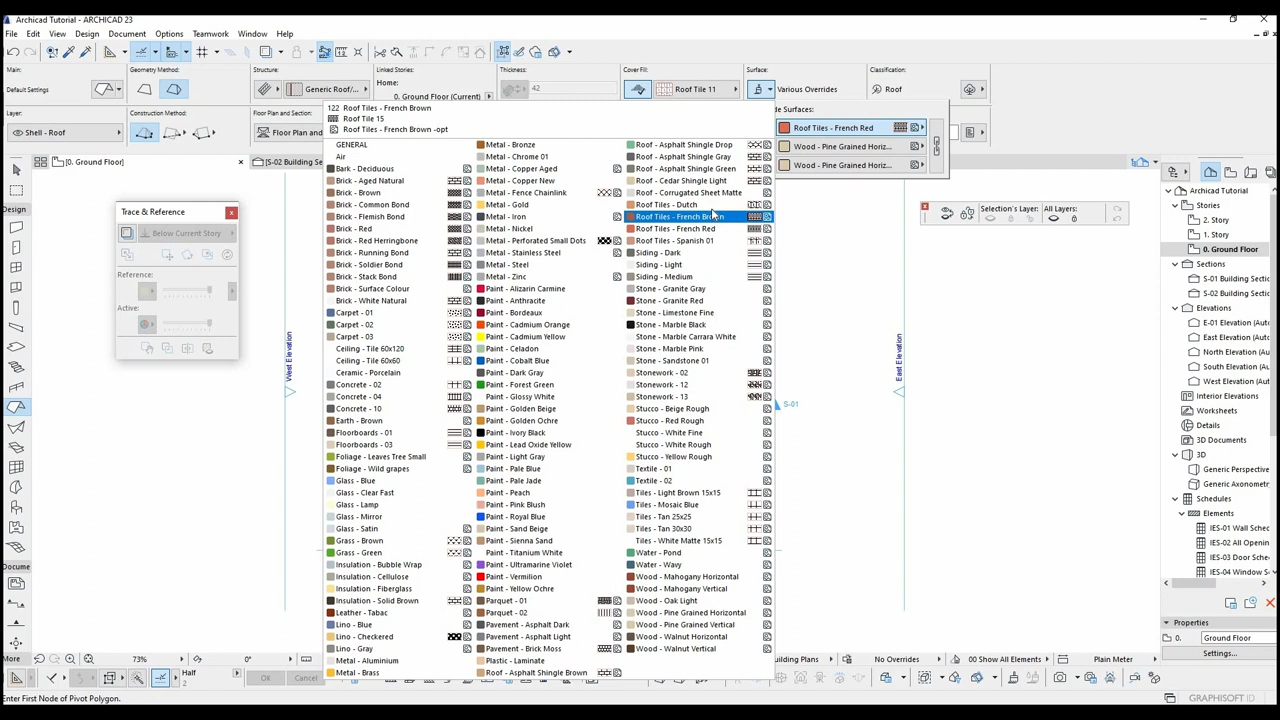 Archicad Tutorial - ARCHICAD 23
File Edit View Design Document Options Teamwork Window Help
Main: Geometry Method: Structure: Linked Stories: Thickness: Cover Fill: Surface: Classification:
Default Settings Generic Roof/... Home: 42 Roof Tile 11 Various Overrides Roof
0. Ground Floor (Current)
Layer: Construction Method: Floor Plan and
Shell - Roof Floor Plan and
122 Roof Tiles - French Brown
Roof Tile 15
Roof Tiles - French Brown -opt
de Surfaces:
Roof Tiles - French Red
Wood - Pine Grained Horiz...
Wood - Pine Grained Horiz...
[0. Ground Floor]
[S-02 Building Se
Design
Trace & Reference
Below Current Story
Reference:
Active:
West Elevation
GENERAL
Air
Bark - Deciduous
Brick - Aged Natural
Brick - Brown
Brick - Common Bond
Brick - Flemish Bond
Brick - Red
Brick - Red Herringbone
Brick - Running Bond
Brick - Soldier Bond
Brick - Stack Bond
Brick - Surface Colour
Brick - White Natural
Carpet - 01
Carpet - 02
Carpet - 03
Ceiling - Tile 60x120
Ceiling - Tile 60x60
Ceramic - Porcelain
Concrete - 02
Concrete - 04
Concrete - 10
Earth - Brown
Floorboards - 01
Floorboards - 03
Foliage - Leaves Tree Small
Foliage - Wild grapes
Glass - Blue
Glass - Clear Fast
Glass - Lamp
Glass - Mirror
Glass - Satin
Grass - Brown
Grass - Green
Insulation - Bubble Wrap
Insulation - Cellulose
Insulation - Fiberglass
Insulation - Solid Brown
Leather - Tabac
Lino - Blue
Lino - Checkered
Lino - Gray
Metal - Aluminium
Metal - Brass
Metal - Bronze
Metal - Chrome 01
Metal - Copper Aged
Metal - Copper New
Metal - Fence Chainlink
Metal - Gold
Metal - Iron
Metal - Nickel
Metal - Perforated Small Dots
Metal - Stainless Steel
Metal - Steel
Metal - Zinc
Paint - Alizarin Carmine
Paint - Anthracite
Paint - Bordeaux
Paint - Cadmium Orange
Paint - Cadmium Yellow
Paint - Celadon
Paint - Cobalt Blue
Paint - Dark Gray
Paint - Forest Green
Paint - Glossy White
Paint - Golden Beige
Paint - Golden Ochre
Paint - Ivory Black
Paint - Lead Oxide Yellow
Paint - Light Gray
Paint - Pale Blue
Paint - Pale Jade
Paint - Peach
Paint - Pink Blush
Paint - Royal Blue
Paint - Sand Beige
Paint - Sienna Sand
Paint - Titanium White
Paint - Ultramarine Violet
Paint - Vermilion
Paint - Yellow Ochre
Parquet - 01
Parquet - 02
Pavement - Asphalt Dark
Pavement - Asphalt Light
Pavement - Brick Moss
Plastic - Laminate
Roof - Asphalt Shingle Brown
Roof - Asphalt Shingle Drop
Roof - Asphalt Shingle Gray
Roof - Asphalt Shingle Green
Roof - Cedar Shingle Light
Roof - Corrugated Sheet Matte
Roof Tiles - Dutch
Roof Tiles - French Brown
Roof Tiles - French Red
Roof Tiles - Spanish 01
Siding - Dark
Siding - Light
Siding - Medium
Stone - Granite Gray
Stone - Granite Red
Stone - Limestone Fine
Stone - Marble Black
Stone - Marble Carrara White
Stone - Marble Pink
Stone - Sandstone 01
Stonework - 02
Stonework - 12
Stonework - 13
Stucco - Beige Rough
Stucco - Red Rough
Stucco - White Fine
Stucco - White Rough
Stucco - Yellow Rough
Textile - 01
Textile - 02
Tiles - Light Brown 15x15
Tiles - Mosaic Blue
Tiles - Tan 25x25
Tiles - Tan 30x30
Tiles - White Matte 15x15
Water - Pond
Water - Wavy
Wood - Mahogany Horizontal
Wood - Mahogany Vertical
Wood - Oak Light
Wood - Pine Grained Horizontal
Wood - Pine Grained Vertical
Wood - Walnut Horizontal
Wood - Walnut Vertical
East Elevation
S-01
Selection's Layer: All Layers:
Archicad Tutorial
Stories
2. Story
1. Story
0. Ground Floor
Sections
S-01 Building Section
S-02 Building Section
Elevations
E-01 Elevation (Auto
East Elevation (Auto
North Elevation (Aut
South Elevation (Aut
West Elevation (Auto
Interior Elevations
Worksheets
Details
3D Documents
3D
Generic Perspective
Generic Axonometry
Schedules
Elements
IES-01 Wall Sched
IES-02 All Opening
IES-03 Door Sche
IES-04 Window S
Properties
0. Ground Floor
Settings...
Docume
More
73% 0°
uilding Plans No Overrides 00 Show All Elements Plain Meter
Half
2
OK Cancel
Enter First Node of Pivot Polygon.
GRAPHISOFT ID